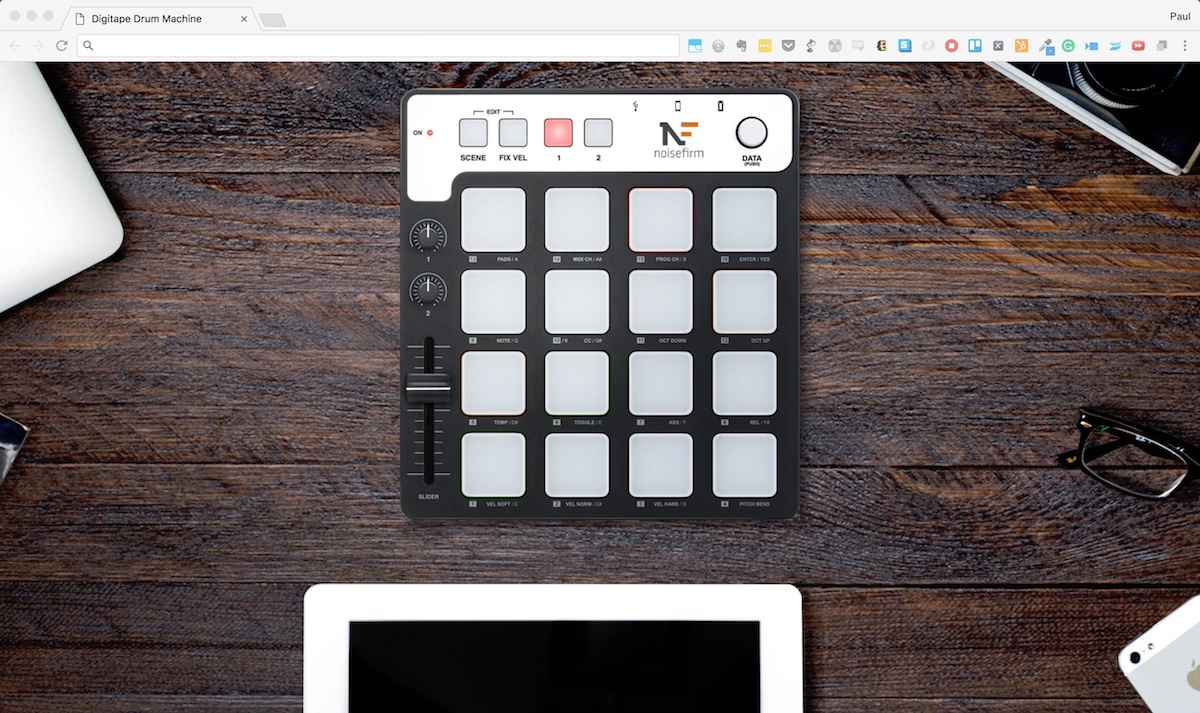 Digitape Drum Machine
Paul
EDIT
ON
SCENE
FIX VEL
1
2
NF
noisefirm
DATA
(PUSH)
13 PADS / A
14 MIDI CH / A#
15 PROG CH / B
16 ENTER / YES
1
9 NOTE / G
10 / 0 CC / G#
11 OCT DOWN
12 OCT UP
2
5 TEMP / C#
6 TOGGLE / E
7 ABS / F
8 REL / F#
SLIDER
1 VEL SOFT / C
2 VEL NORM / C#
3 VEL HARD / D
4 PITCH BEND